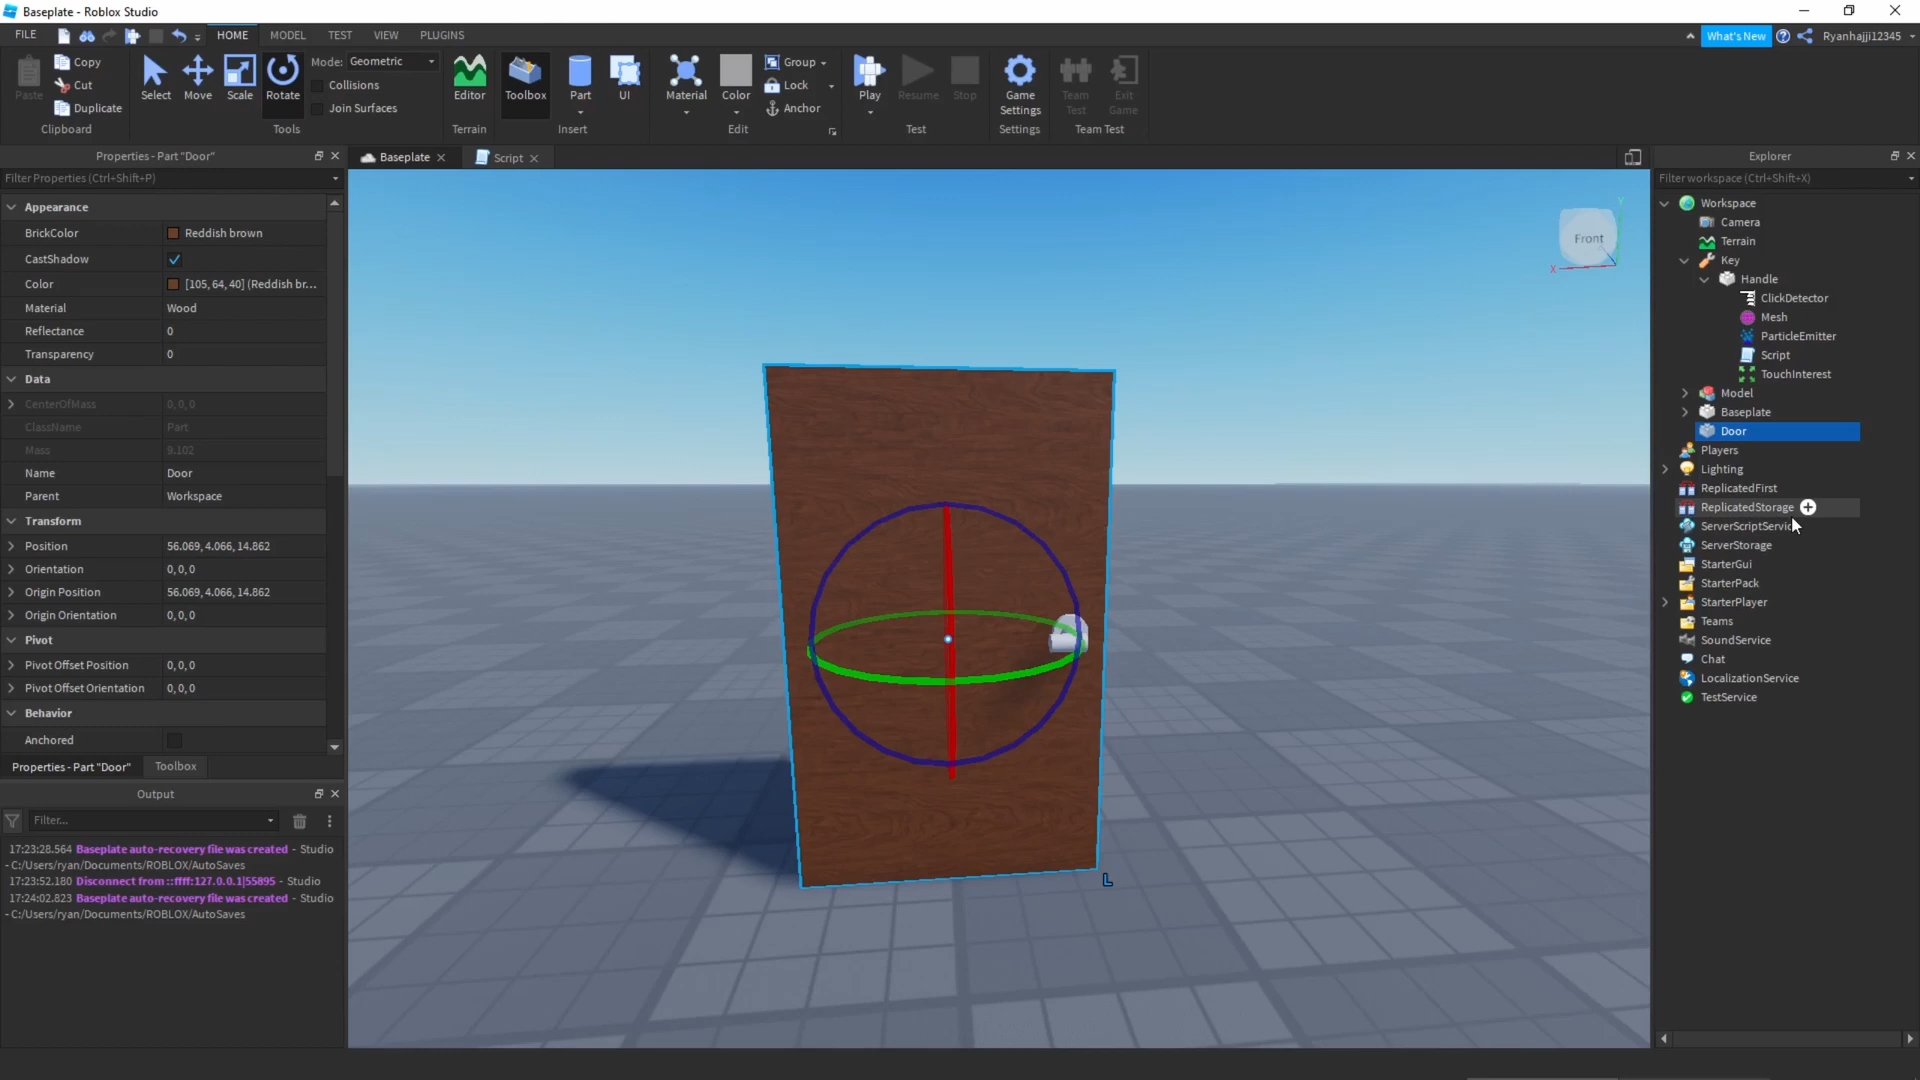 Baseplate - Roblox Studio
FILE HOME MODEL TEST VIEW PLUGINS What's New Ryanhajji12345
Paste Copy Cut Duplicate Clipboard
Select Move Scale Rotate Mode: Geometric Collisions Join Surfaces Tools
Editor Terrain
Toolbox Part UI Insert
Material Color Group Lock Anchor Edit
Play Resume Stop Test
Game Settings Settings
Team Test Exit Game Team Test
Properties - Part "Door"
Filter Properties (Ctrl+Shift+P)
Appearance
BrickColor Reddish brown
CastShadow
Color [105, 64, 40] (Reddish br...
Material Wood
Reflectance 0
Transparency 0
Data
CenterOfMass 0, 0, 0
ClassName Part
Mass 9.102
Name Door
Parent Workspace
Transform
Position 56.069, 4.066, 14.862
Orientation 0, 0, 0
Origin Position 56.069, 4.066, 14.862
Origin Orientation 0, 0, 0
Pivot
Pivot Offset Position 0, 0, 0
Pivot Offset Orientation 0, 0, 0
Behavior
Anchored
Properties - Part "Door" Toolbox
Output
Filter...
17:23:28.564 Baseplate auto-recovery file was created - Studio
- C:/Users/ryan/Documents/ROBLOX/AutoSaves
17:23:52.180 Disconnect from ::ffff:127.0.0.1|55895 - Studio
17:24:02.823 Baseplate auto-recovery file was created - Studio
- C:/Users/ryan/Documents/ROBLOX/AutoSaves
Baseplate Script
Y
Front
X
L
Explorer
Filter workspace (Ctrl+Shift+X)
Workspace
Camera
Terrain
Key
Handle
ClickDetector
Mesh
ParticleEmitter
Script
TouchInterest
Model
Baseplate
Door
Players
Lighting
ReplicatedFirst
ReplicatedStorage
ServerScriptServic
ServerStorage
StarterGui
StarterPack
StarterPlayer
Teams
SoundService
Chat
LocalizationService
TestService